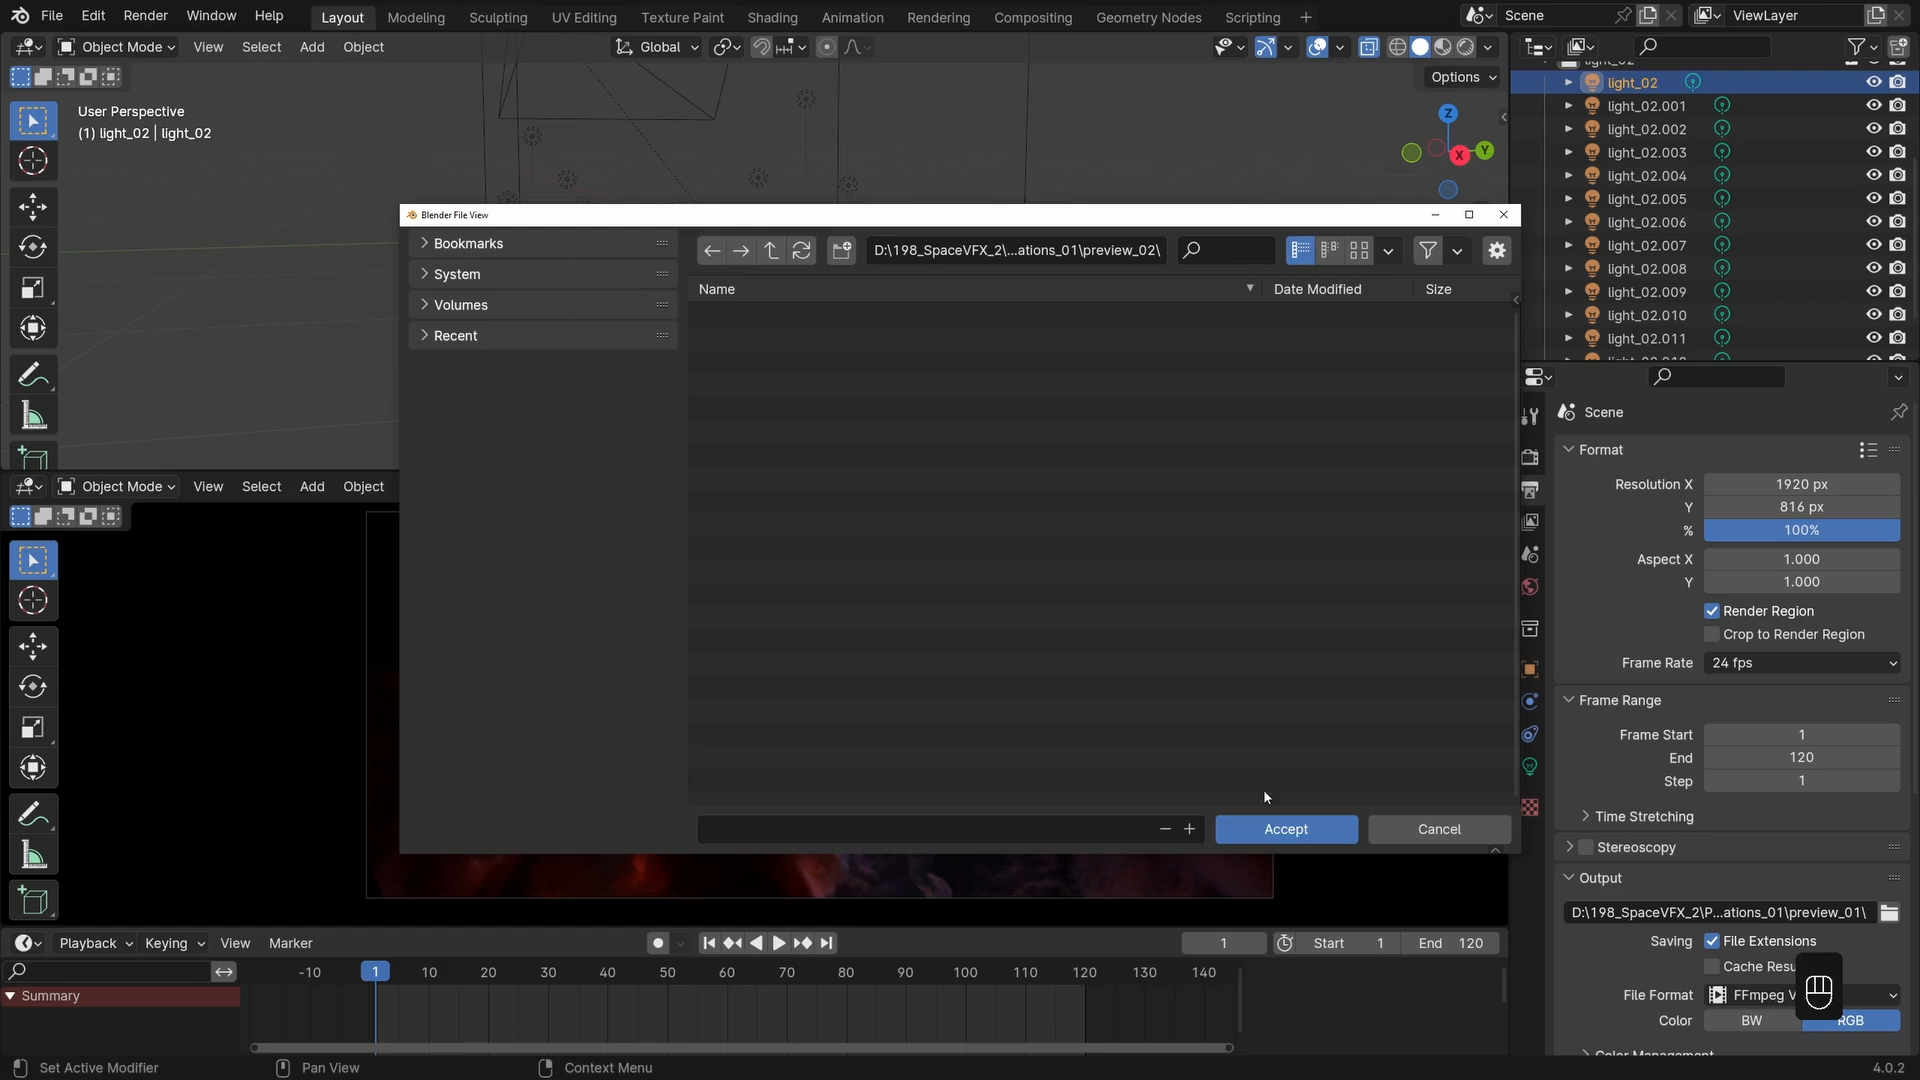 File Edit Render Window Help Layout Modeling Sculpting UV Editing Texture Paint Shading Animation Rendering Compositing Geometry Nodes Scripting + Scene ViewLayer
Object Mode View Select Add Object Global
Options
User Perspective
(1) light_02 | light_02
Z
X
Y
light_02
light_02.001
light_02.002
light_02.003
light_02.004
light_02.005
light_02.006
light_02.007
light_02.008
light_02.009
light_02.010
light_02.011
Blender File View
Bookmarks
System
Volumes
Recent
D:\198_SpaceVFX_2\...ations_01\preview_02\
Name Date Modified Size
Accept Cancel
Object Mode View Select Add Object
Scene
Format
Resolution X 1920 px
Y 816 px
% 100%
Aspect X 1.000
Y 1.000
Render Region
Crop to Render Region
Frame Rate 24 fps
Frame Range
Frame Start 1
End 120
Step 1
Time Stretching
Stereoscopy
Output
D:\198_SpaceVFX_2\P...ations_01\preview_01\
Saving File Extensions
Cache Resu
File Format FFmpeg V
Color BW RGB
Playback Keying View Marker 1 Start 1 End 120
-10 1 10 20 30 40 50 60 70 80 90 100 110 120 130 140
Summary
Set Active Modifier Pan View Context Menu 4.0.2